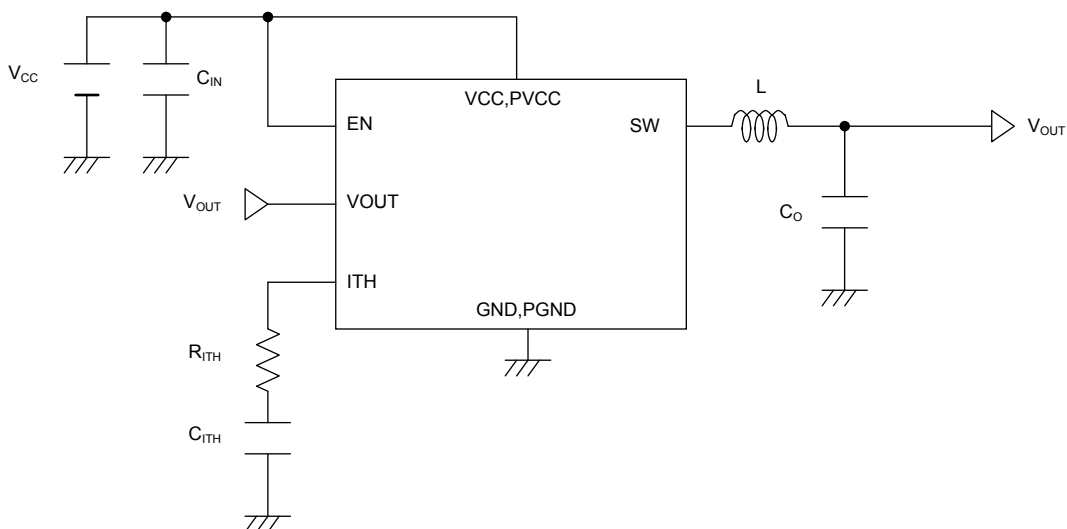 VCC
CIN
VCC,PVCC
EN
SW
L
VOUT
VOUT
VOUT
CO
ITH
GND,PGND
RITH
CITH